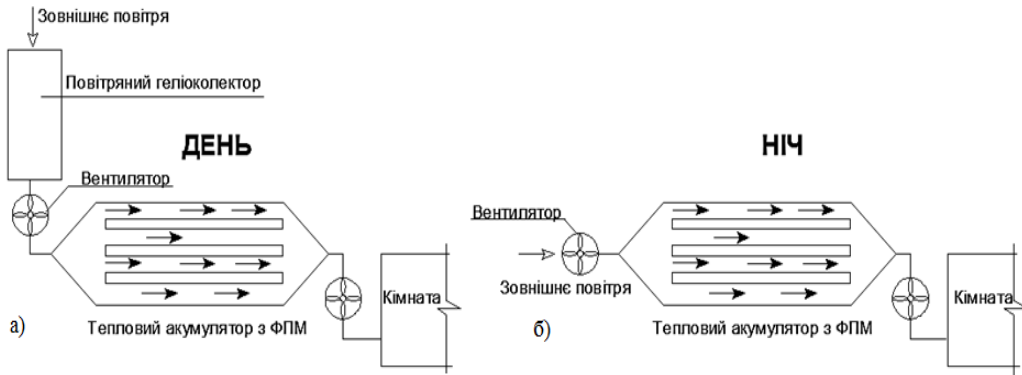 Зовнішнє повітря
Повітряний геліоколектор
ДЕНЬ
Вентилятор
Кімната
а)
Тепловий акумулятор з ФПМ
НІЧ
Вентилятор
Зовнішнє повітря
Кімната
б)
Тепловий акумулятор з ФПМ